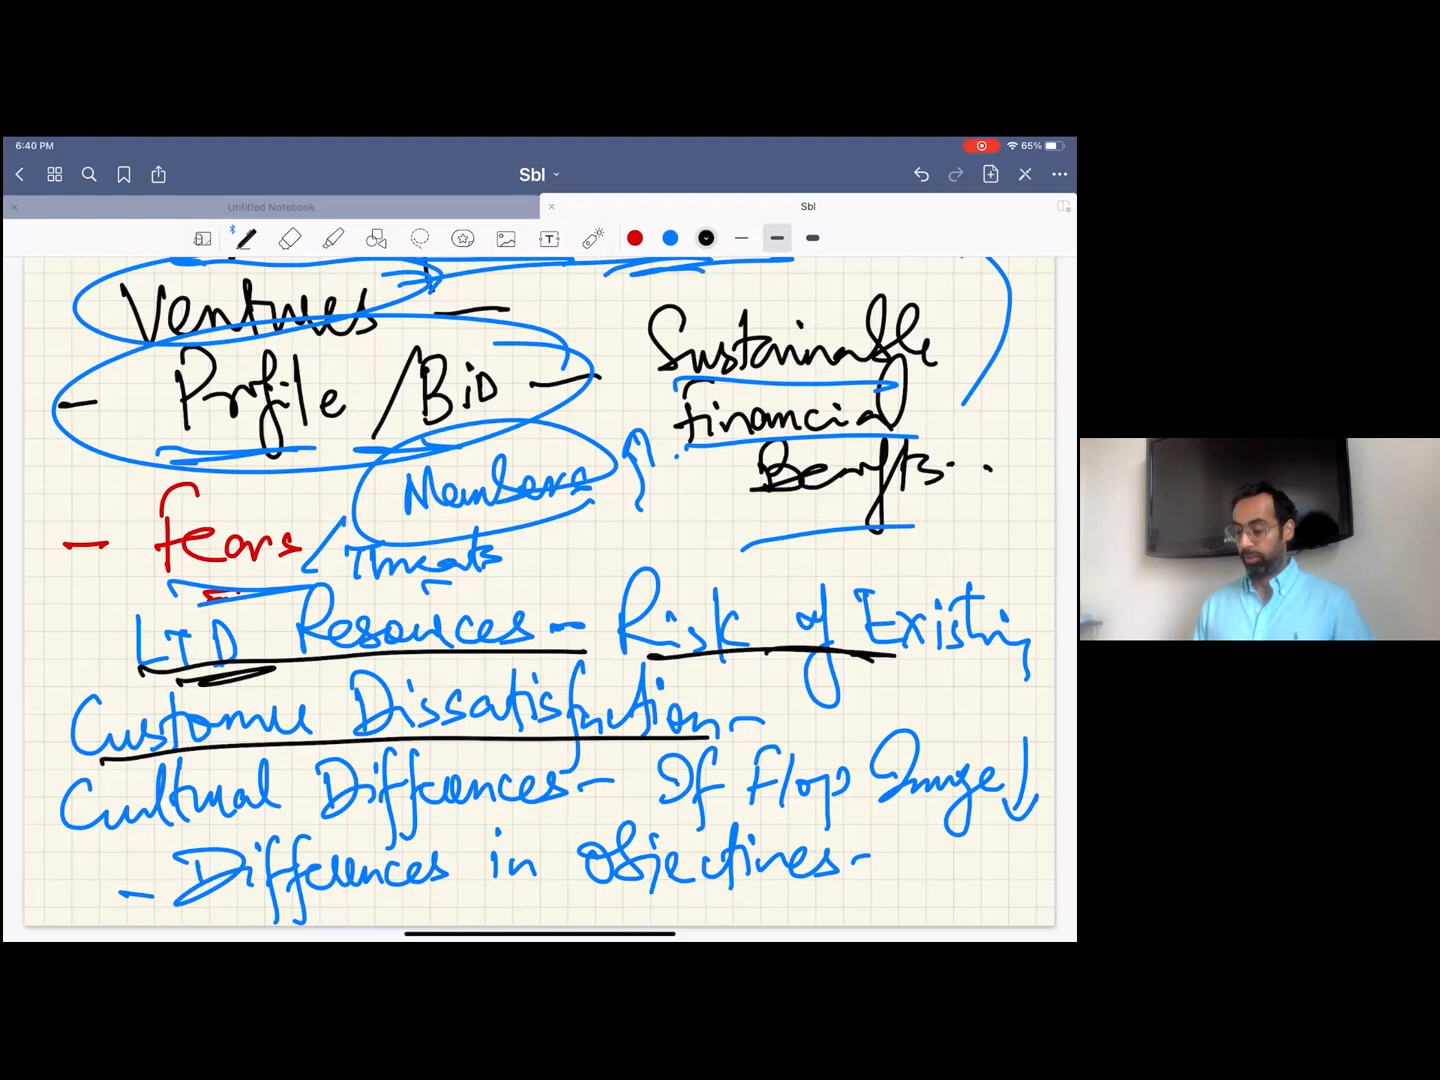 6:40 PM
65%
Sbl
Untitled Notebook
Sbl
T
Ventures —
- Profile / Bio —
Sustainable
financial
Benefits..
Members
- fears
Threats
LTD Resources - Risk of Existing
Customer Dissatisfaction -
Cultural Differences - If Flop Image ↓
- Differences in objectives -